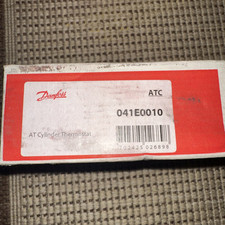 Danfoss
ATC
041E0010
AT Cylinder Thermostat